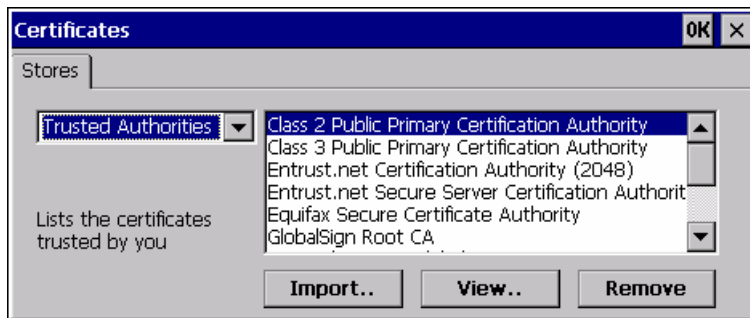 Certificates OK ×
Stores
Trusted Authorities
Class 2 Public Primary Certification Authority
Class 3 Public Primary Certification Authority
Entrust.net Certification Authority (2048)
Entrust.net Secure Server Certification Authorit
Equifax Secure Certificate Authority
GlobalSign Root CA
Lists the certificates
trusted by you
Import.. View.. Remove